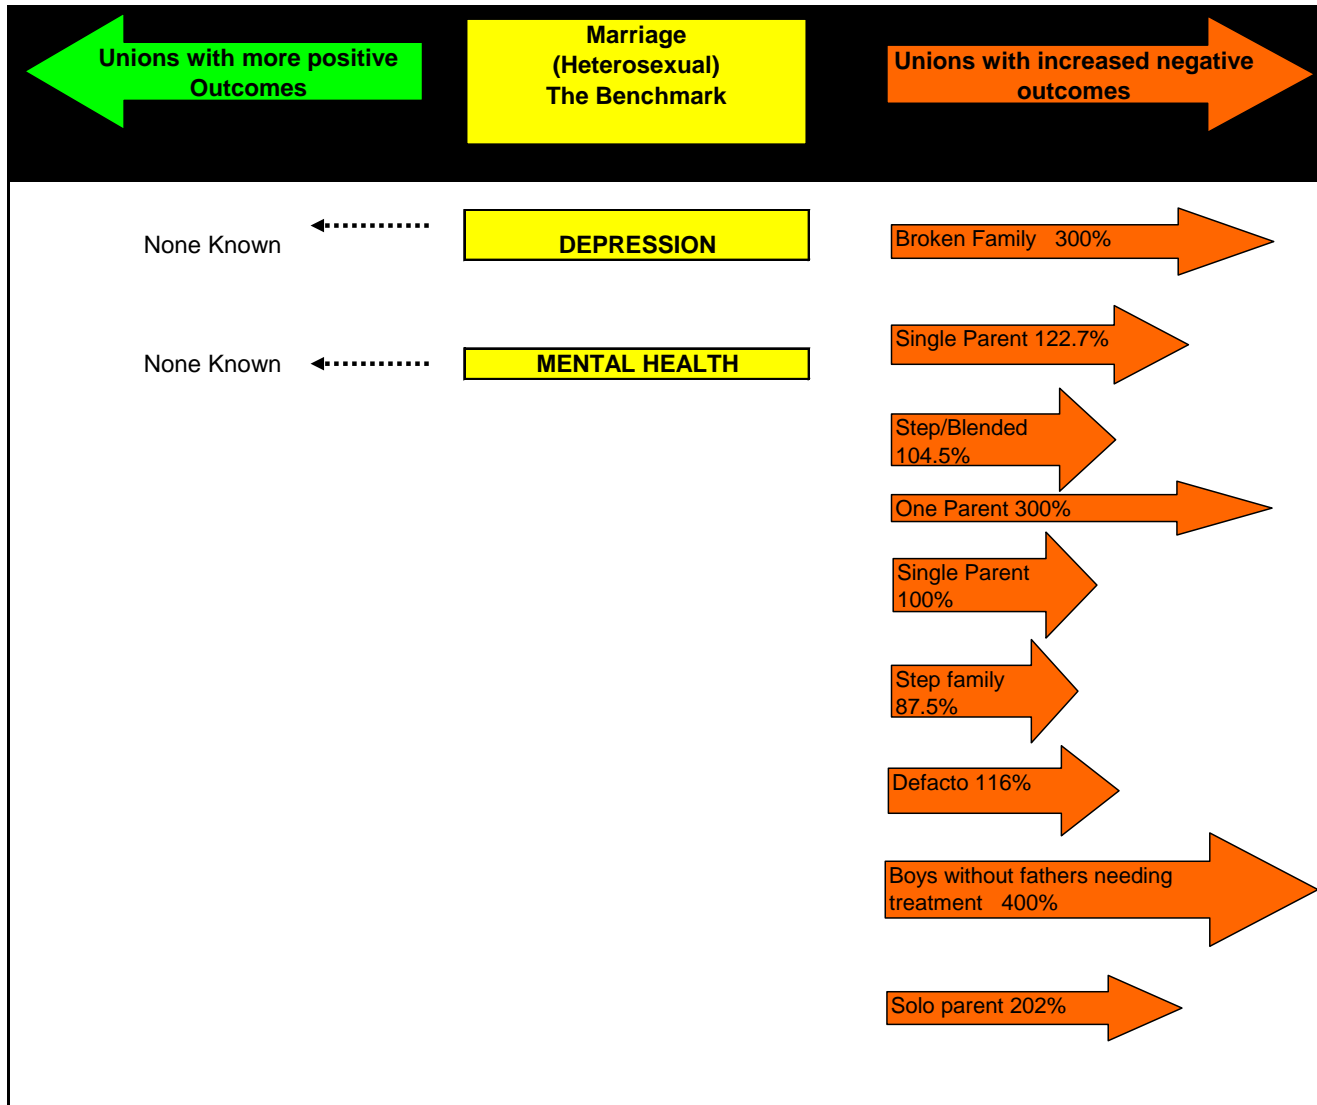 Unions with more positive
Outcomes
Marriage
(Heterosexual)
The Benchmark
Unions with increased negative
outcomes
None Known
DEPRESSION
Broken Family 300%
None Known
MENTAL HEALTH
Single Parent 122.7%
Step/Blended
104.5%
One Parent 300%
Single Parent
100%
Step family
87.5%
Defacto 116%
Boys without fathers needing
treatment 400%
Solo parent 202%